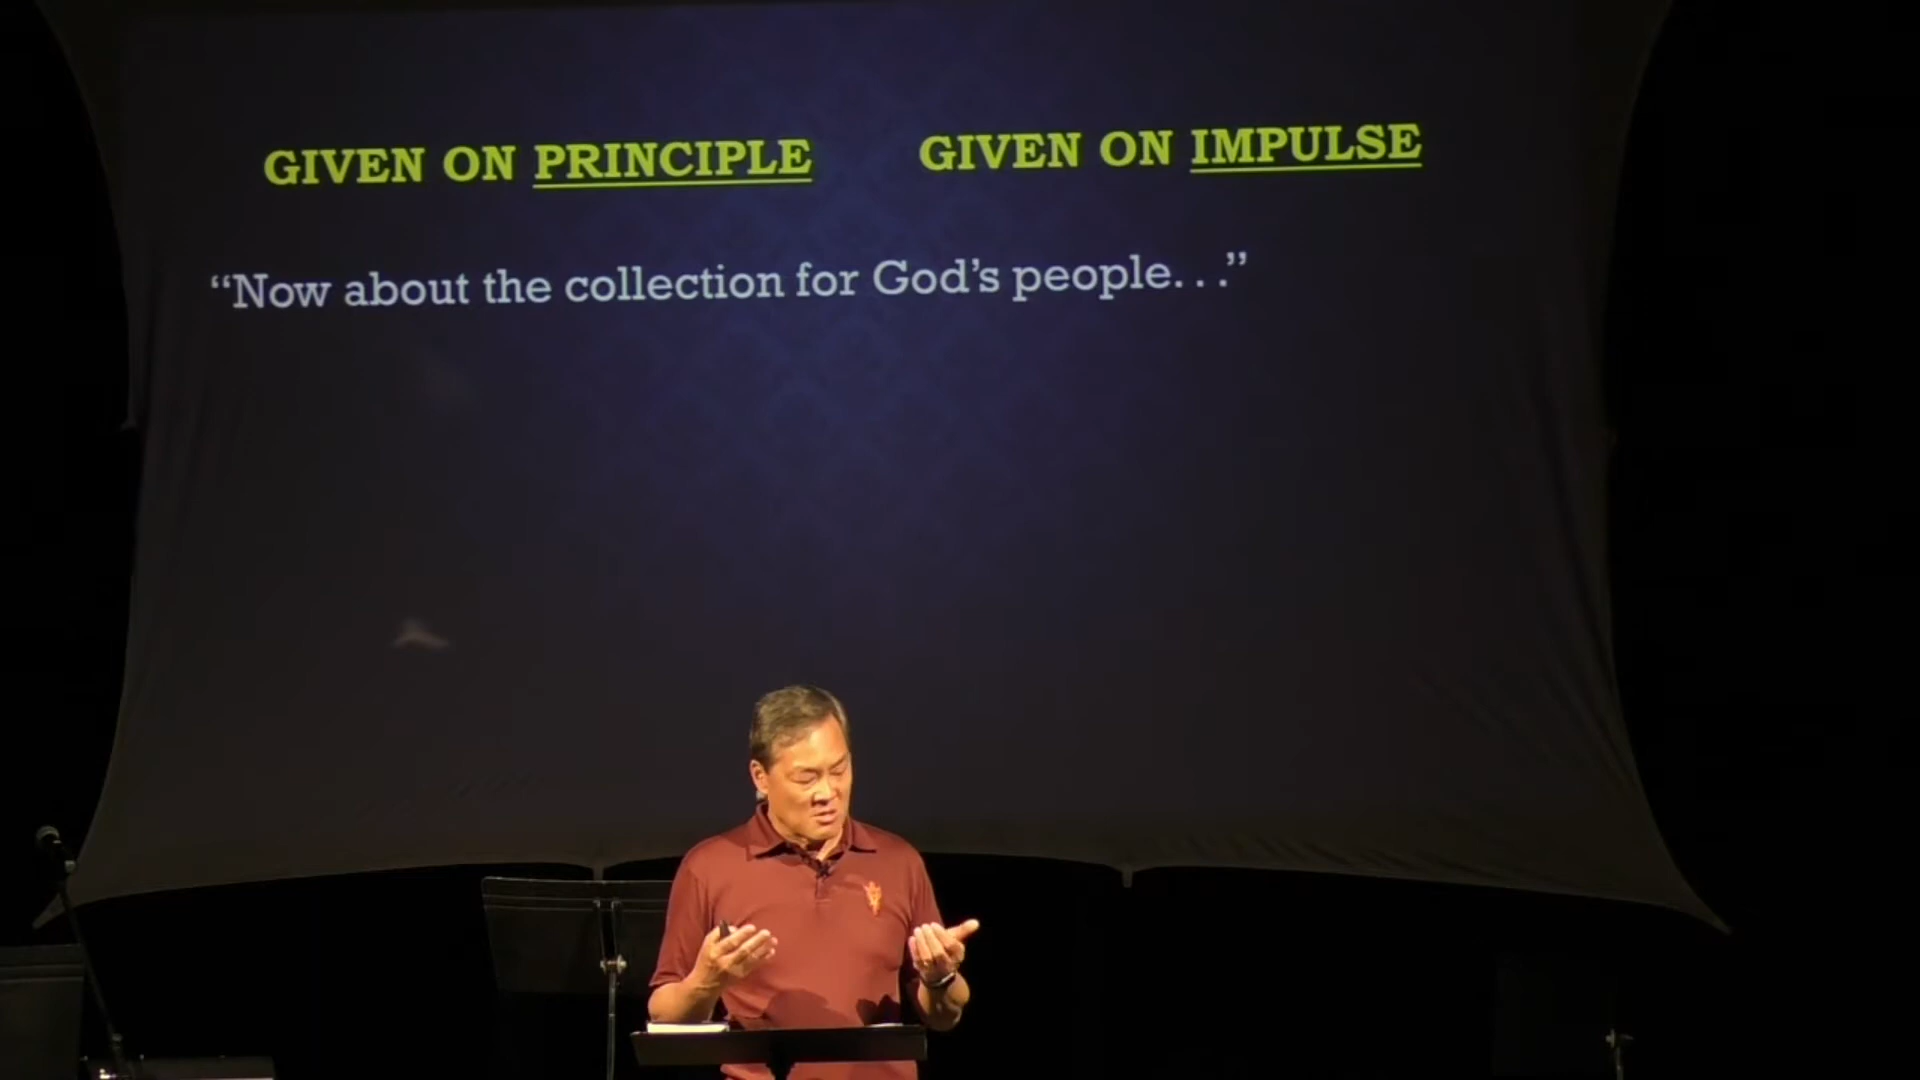 GIVEN ON PRINCIPLE
GIVEN ON IMPULSE
“Now about the collection for God’s people. . .”